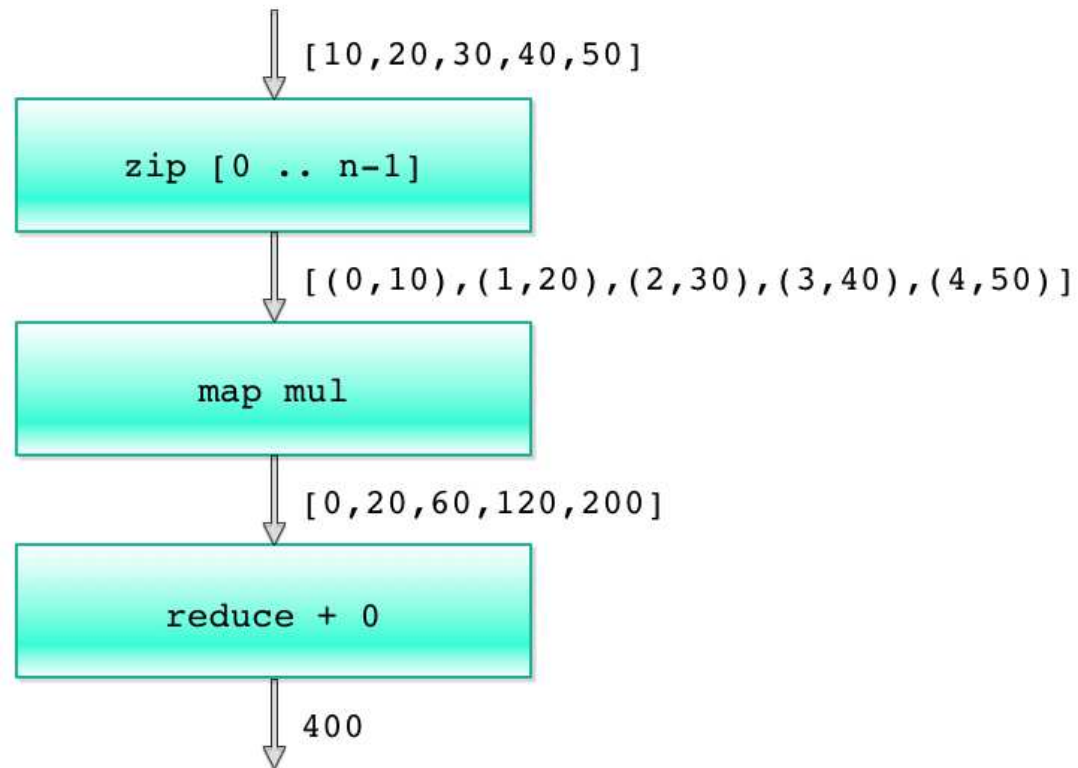 [10,20,30,40,50]
zip [0 .. n-1]
[(0,10),(1,20),(2,30),(3,40),(4,50)]
map mul
[0,20,60,120,200]
reduce + 0
400